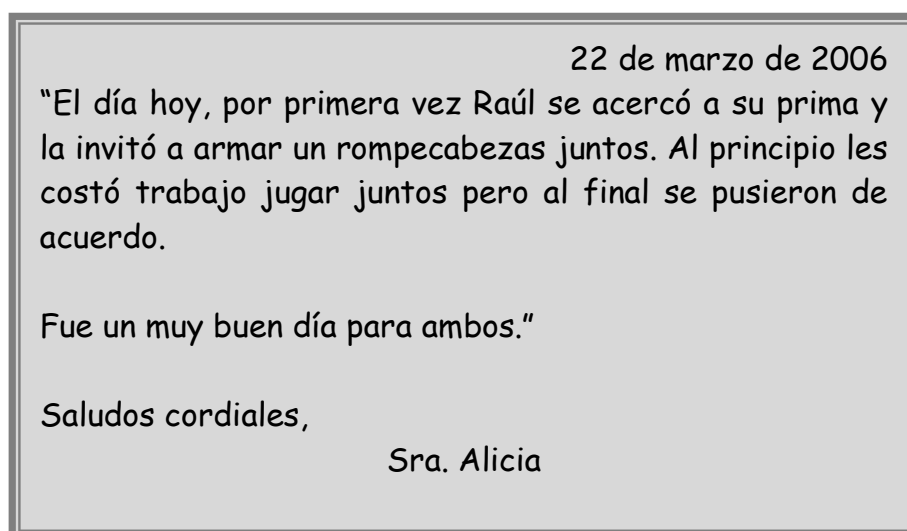 22 de marzo de 2006
“El día hoy, por primera vez Raúl se acercó a su prima y
la invitó a armar un rompecabezas juntos. Al principio les
costó trabajo jugar juntos pero al final se pusieron de
acuerdo.
Fue un muy buen día para ambos.”
Saludos cordiales,
Sra. Alicia